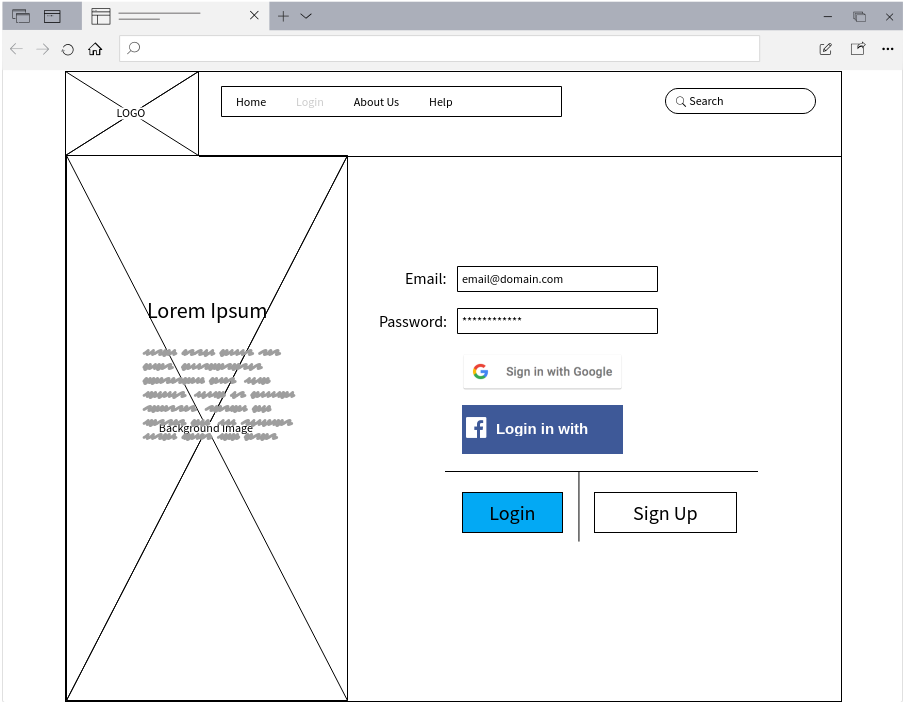 LOGO
Home Login About Us Help
Search
Lorem Ipsum
Background Image
Email: email@domain.com
Password: ************
Sign in with Google
Login in with
Login
Sign Up